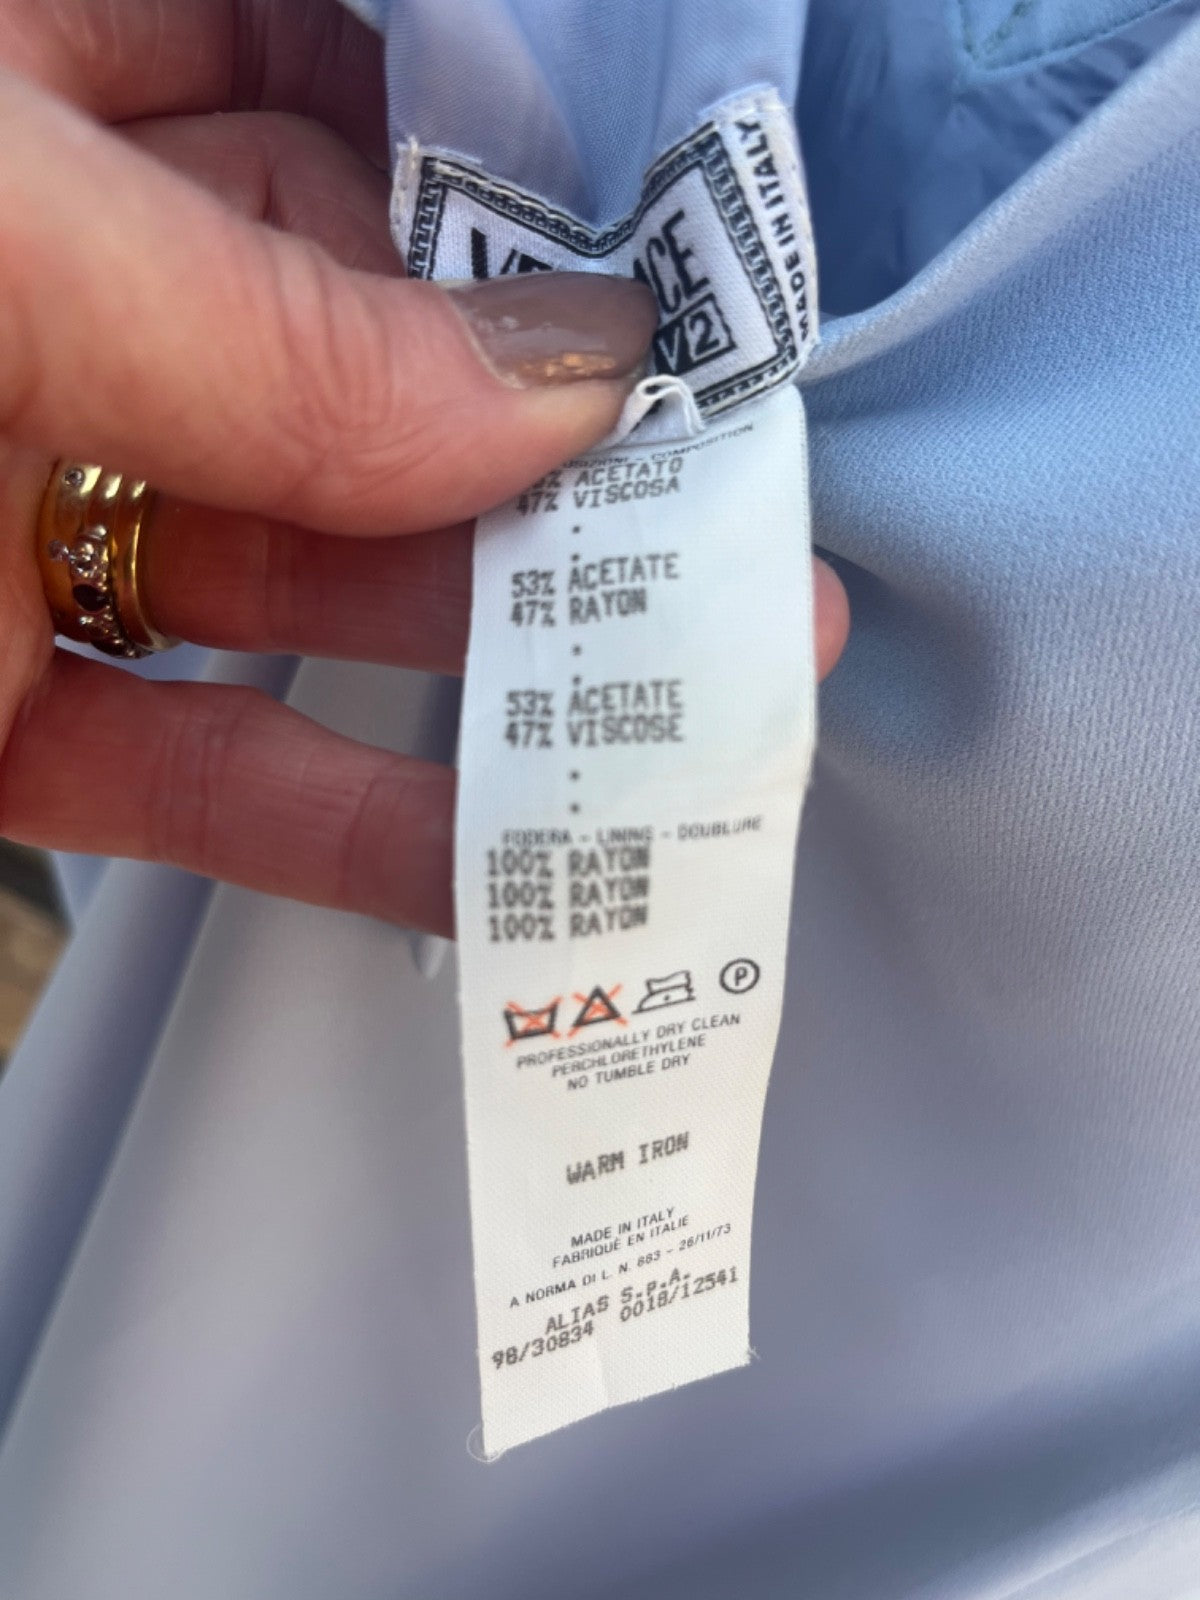 MADE IN ITALY
V2
COMPOSITION
ACETATO
47% VISCOSA
53% ACETATE
47% RAYON
53% ACETATE
47% VISCOSE
FODERA - LINING - DOUBLURE
100% RAYON
100% RAYON
100% RAYON
P
PROFESSIONALLY DRY CLEAN
PERCHLORETHYLENE
NO TUMBLE DRY
WARM IRON
MADE IN ITALY
FABRIQUÉ EN ITALIE
A NORMA DI L. N. 883 - 26/11/73
ALIAS S.P.A.
98/30834 0018/12541